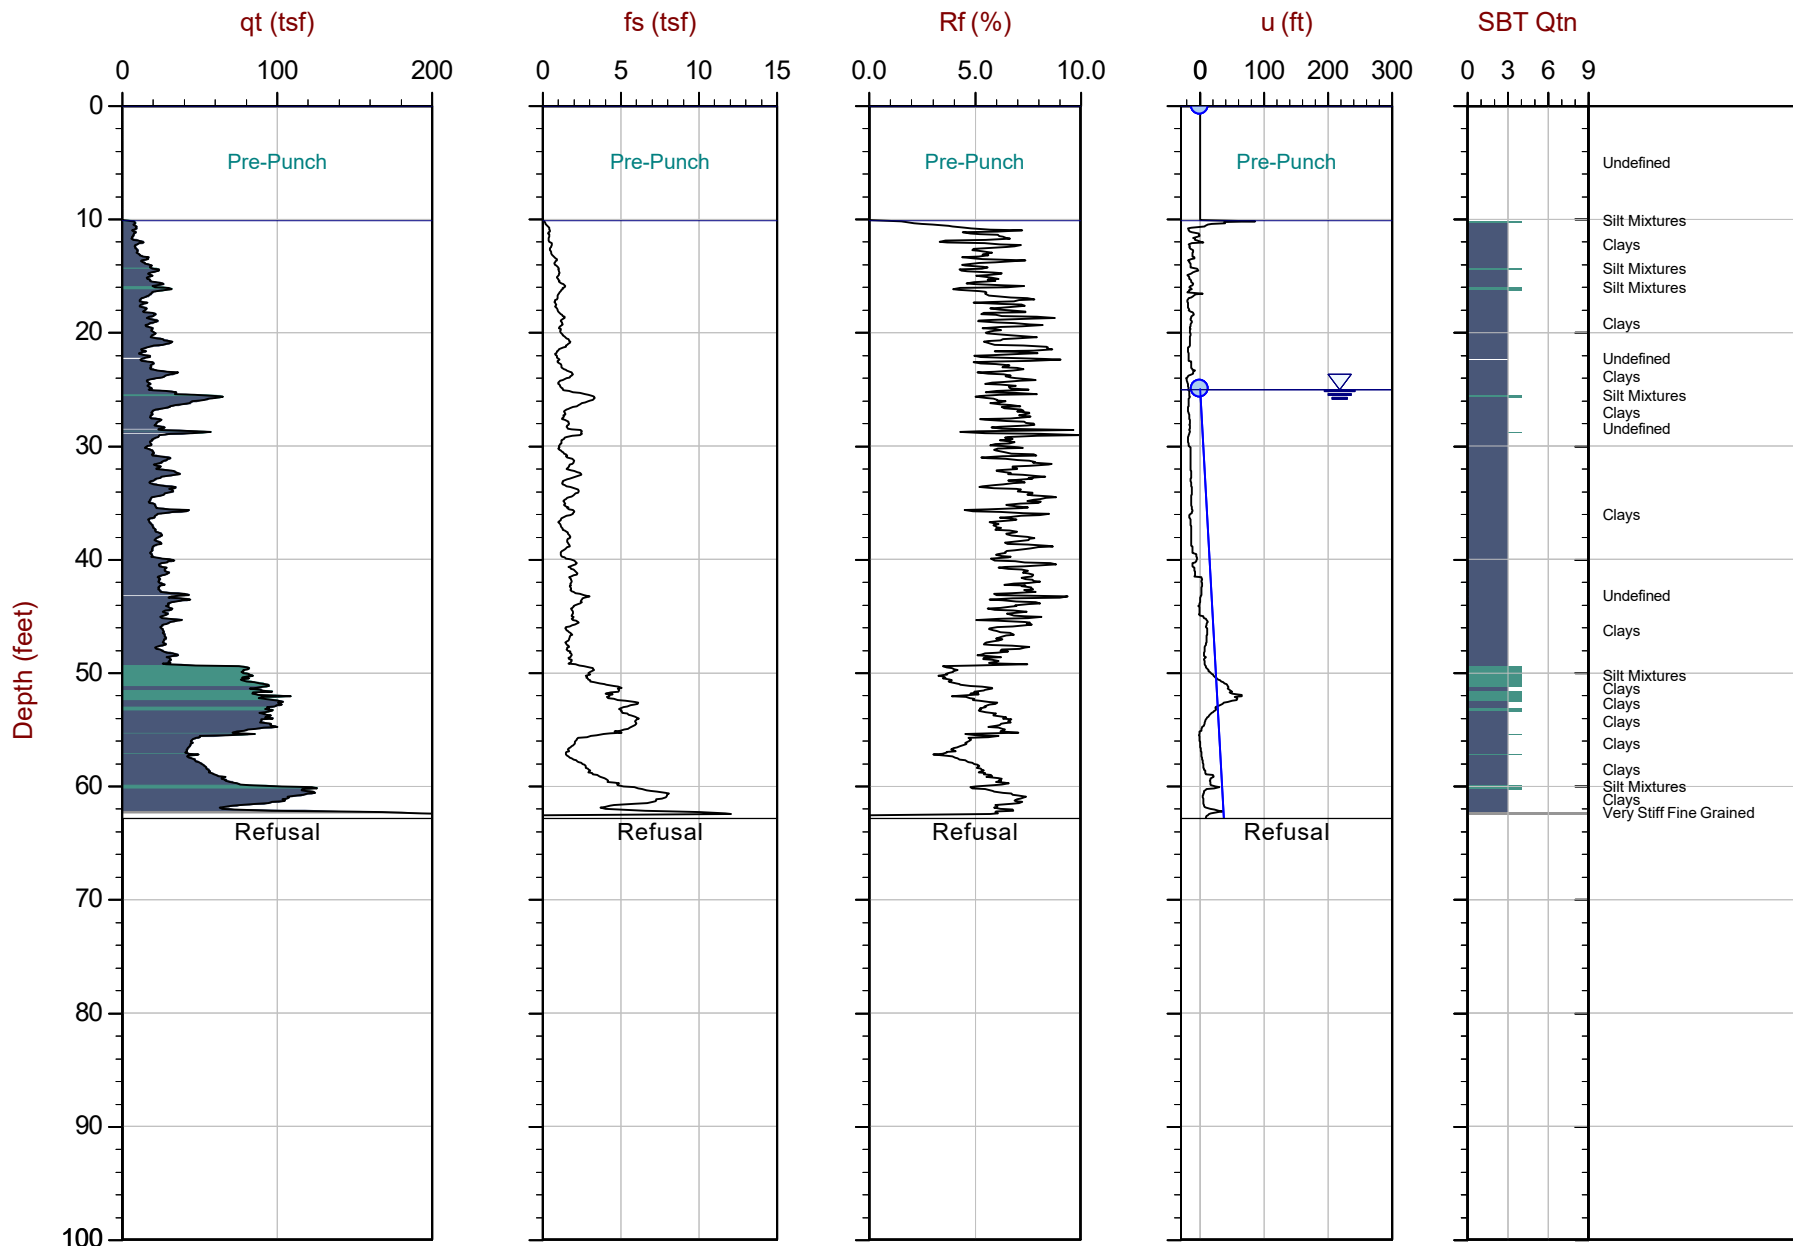 qt (tsf) fs (tsf) Rf (%) u (ft) SBT Qtn
0 100 200 0 5 10 15 0.0 5.0 10.0 0 100 200 300 0 3 6 9
0
Pre-Punch Pre-Punch Pre-Punch Pre-Punch Undefined
10 Silt Mixtures
Clays
Silt Mixtures
Silt Mixtures
Clays
20
Undefined
Clays
Silt Mixtures
Clays
Undefined
30
Clays
40
Undefined
Clays
50 Silt Mixtures
Clays
Clays
Clays
Clays
Clays
60 Silt Mixtures
Clays
Very Stiff Fine Grained
Refusal Refusal Refusal Refusal
70
80
90
100
Depth (feet)